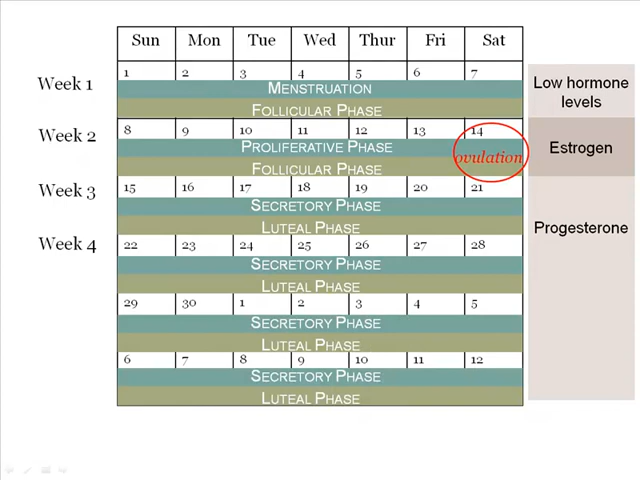 Sun Mon Tue Wed Thur Fri Sat
Week 1
1 2 3 4 5 6 7
MENSTRUATION
FOLLICULAR PHASE
Low hormone
levels
Week 2
8 9 10 11 12 13 14
PROLIFERATIVE PHASE
FOLLICULAR PHASE
ovulation
Estrogen
Week 3
15 16 17 18 19 20 21
SECRETORY PHASE
LUTEAL PHASE
Progesterone
Week 4
22 23 24 25 26 27 28
SECRETORY PHASE
LUTEAL PHASE
29 30 1 2 3 4 5
SECRETORY PHASE
LUTEAL PHASE
6 7 8 9 10 11 12
SECRETORY PHASE
LUTEAL PHASE